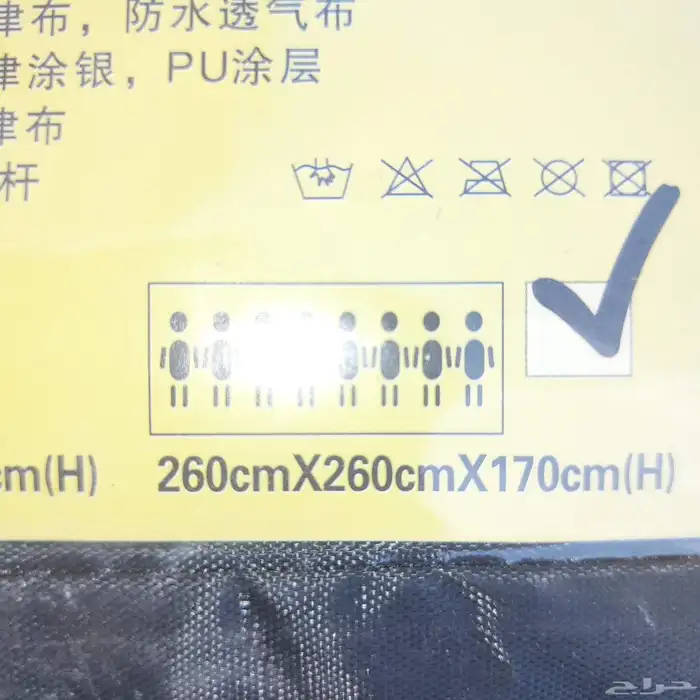 津布，防水透气布
津涂银，PU涂层
津布
杆
cm(H)
260cmX260cmX170cm(H)
حراج